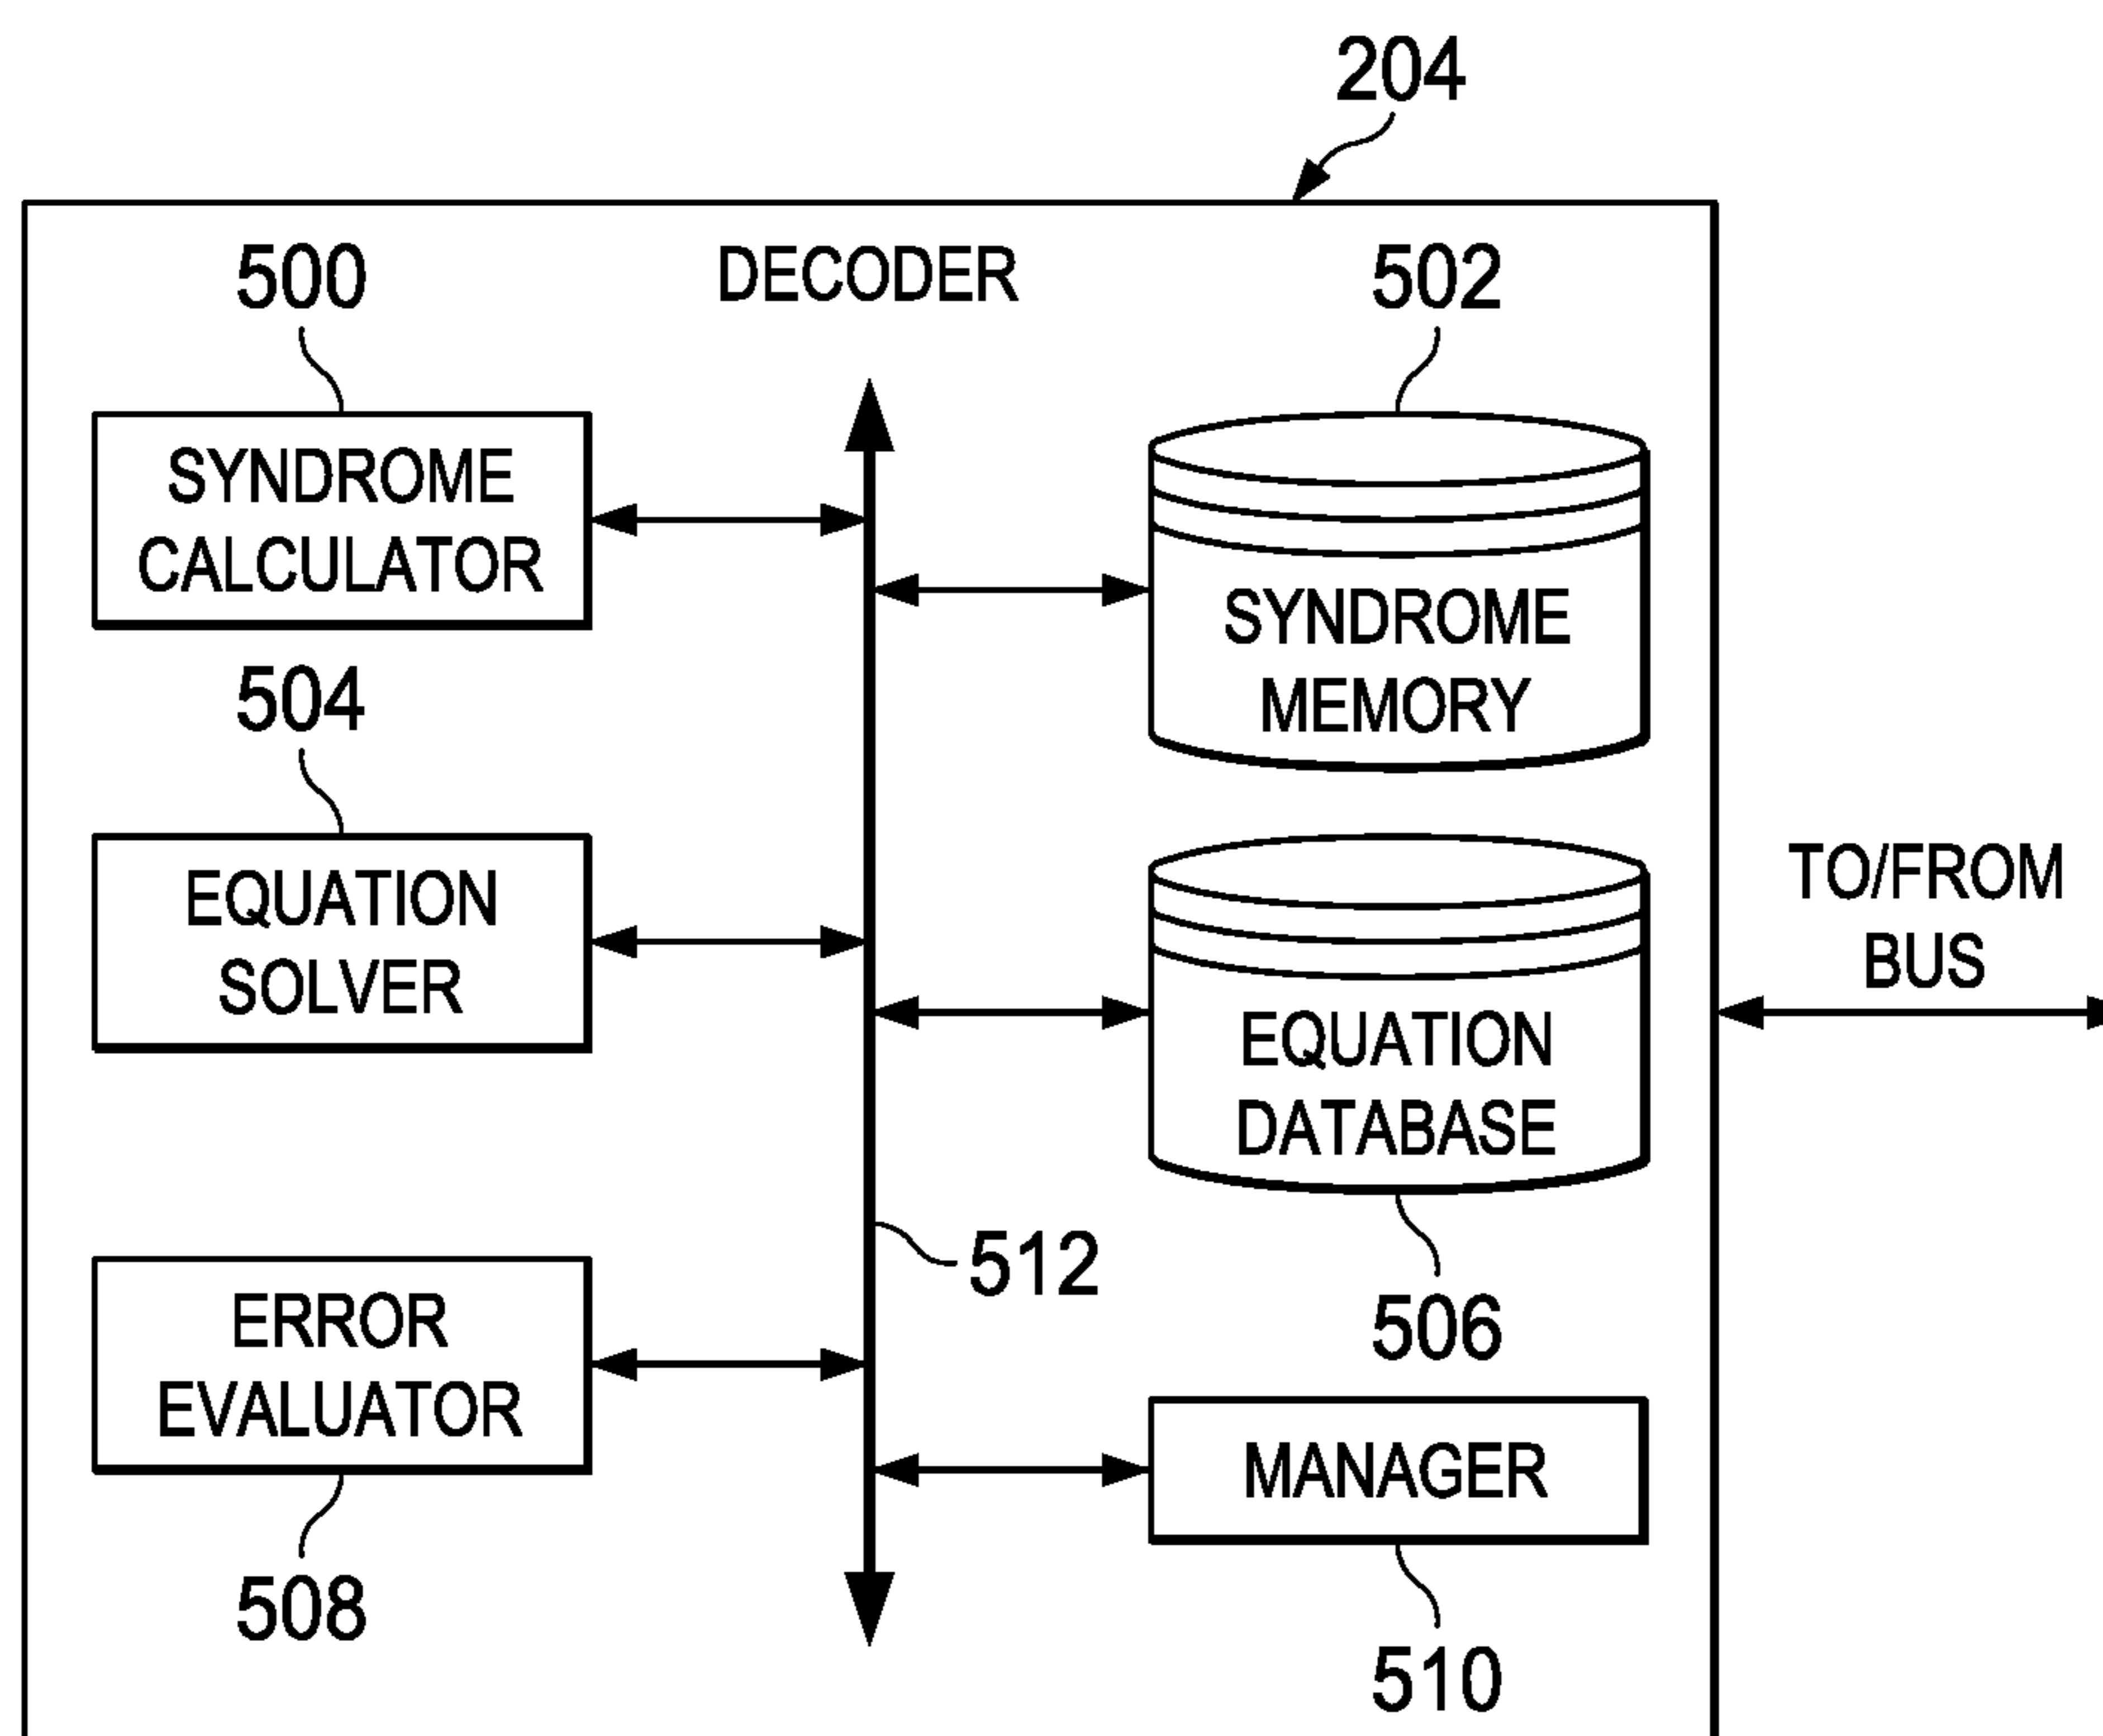 204
DECODER
500
502
SYNDROME
CALCULATOR
SYNDROME
MEMORY
504
EQUATION
SOLVER
TO/FROM
BUS
EQUATION
DATABASE
512
506
ERROR
EVALUATOR
MANAGER
508
510